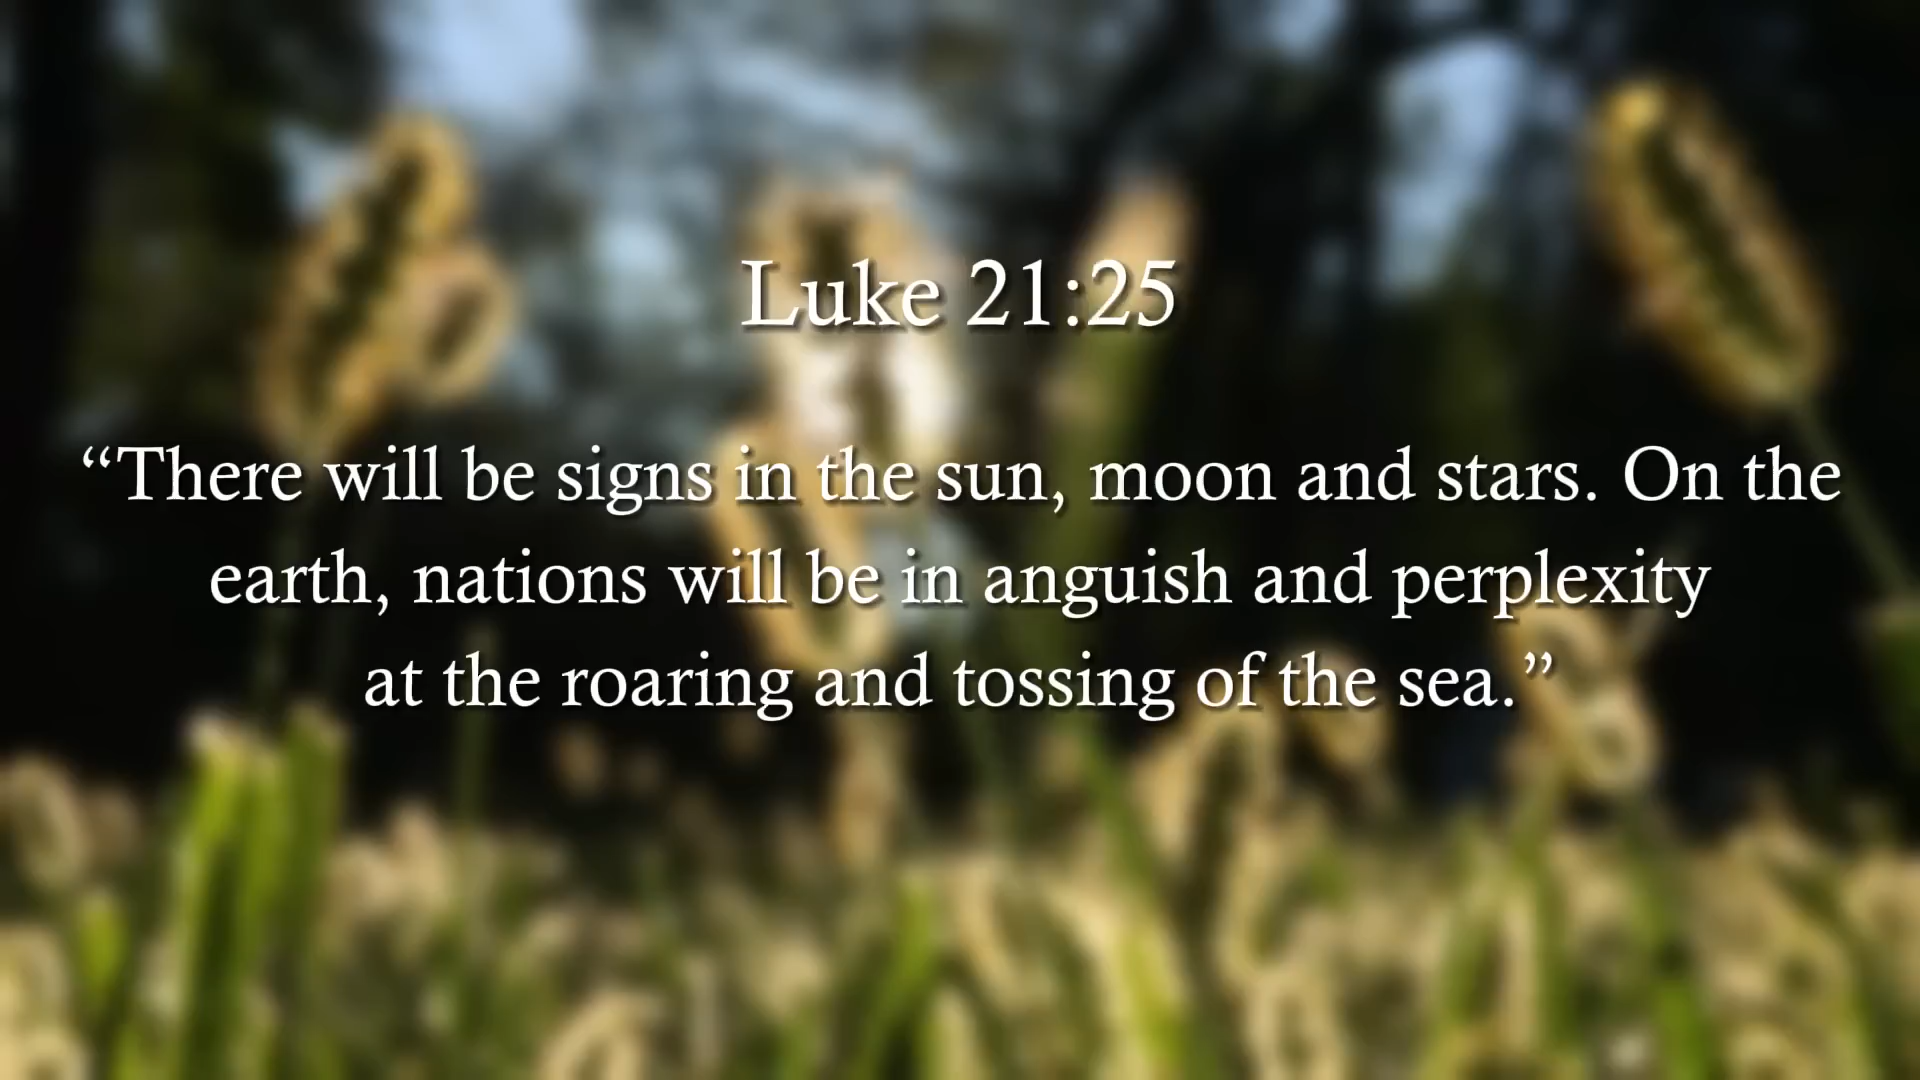 Luke 21:25
“There will be signs in the sun, moon and stars. On the
earth, nations will be in anguish and perplexity
at the roaring and tossing of the sea.”